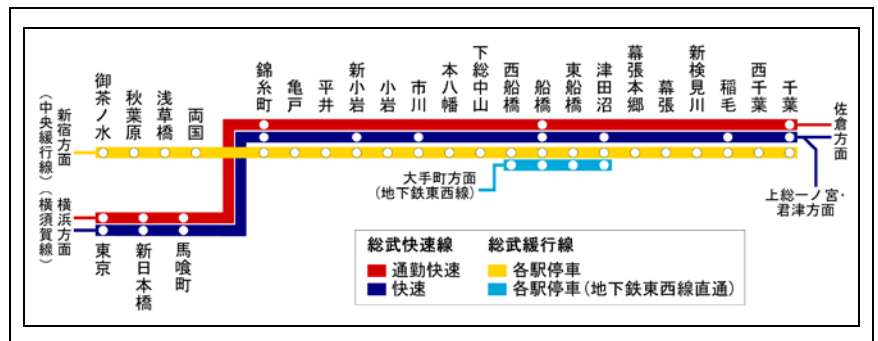 御茶ノ水
秋葉原
浅草橋
両国
錦糸町
亀戸
平井
新小岩
小岩
市川
本八幡
下総中山
西船橋
船橋
東船橋
津田沼
幕張本郷
幕張
新検見川
稲毛
西千葉
千葉
新宿方面
(中央緩行線)
佐倉方面
大手町方面
(地下鉄東西線)
上総一ノ宮・
君津方面
横浜方面
(横須賀線)
東京
新日本橋
馬喰町
総武快速線
通勤快速
快速
総武緩行線
各駅停車
各駅停車(地下鉄東西線直通)